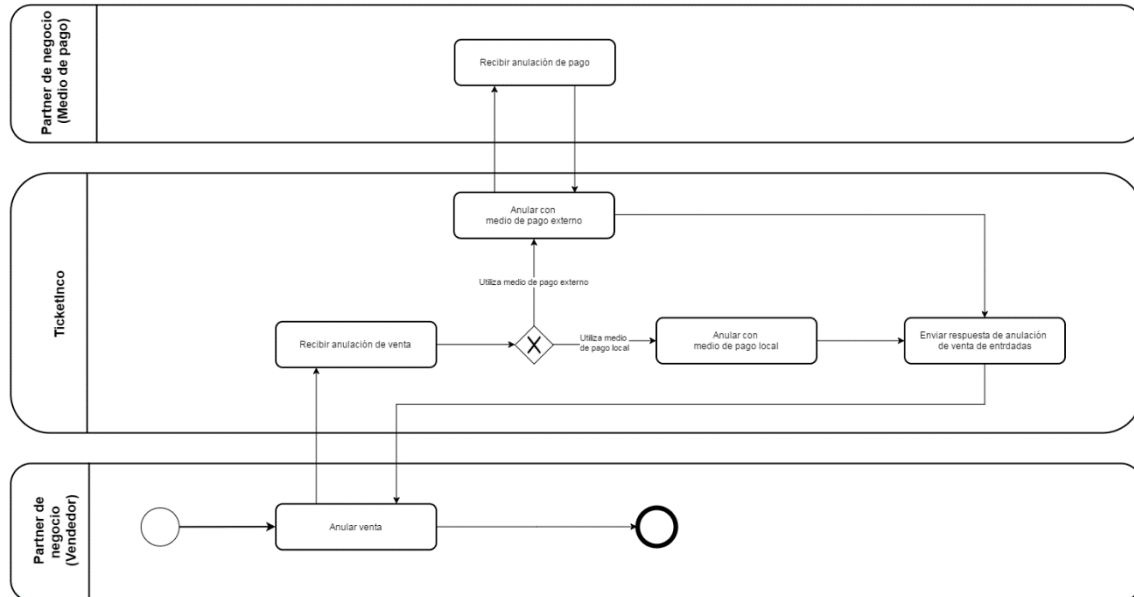 Partner de negocio
(Medio de pago)
Recibir anulación de pago
TicketInco
Anular con
medio de pago externo
Utiliza medio de pago externo
Recibir anulación de venta
Utiliza medio
de pago local
Anular con
medio de pago local
Enviar respuesta de anulación
de venta de entrdadas
Partner de
negocio
(Vendedor)
Anular venta